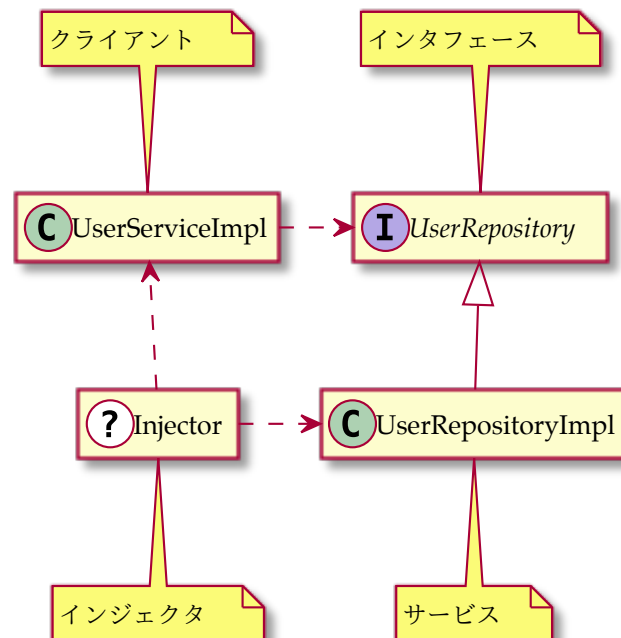 クライアント
インタフェース
C UserServiceImpl
I UserRepository
? Injector
C UserRepositoryImpl
インジェクタ
サービス